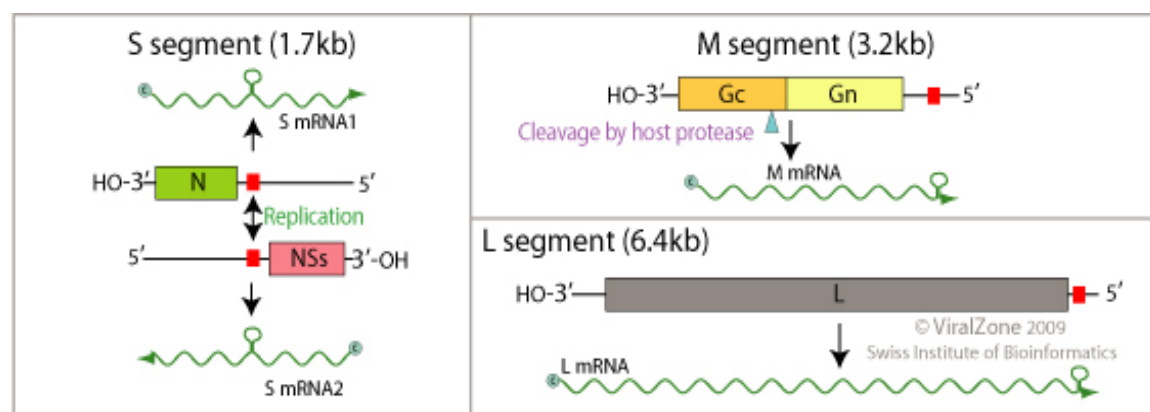 S segment (1.7kb)
c
S mRNA1
HO-3′ N 5′
Replication
5′ NSs 3′-OH
c
S mRNA2
M segment (3.2kb)
HO-3′ Gc Gn 5′
Cleavage by host protease
M mRNA
c
L segment (6.4kb)
HO-3′ L 5′
© ViralZone 2009
Swiss Institute of Bioinformatics
L mRNA
c